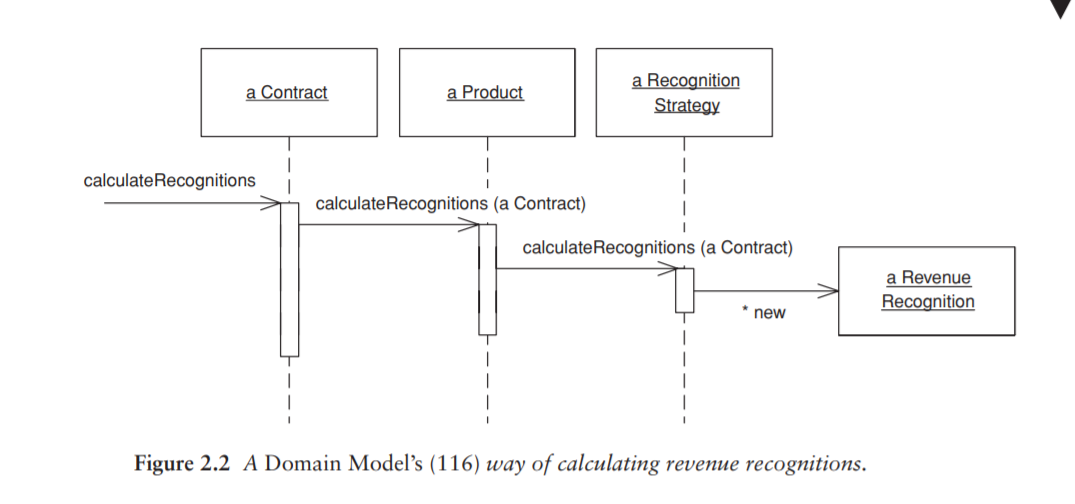 a Contract
a Product
a Recognition
Strategy
calculateRecognitions
calculateRecognitions (a Contract)
calculateRecognitions (a Contract)
a Revenue
Recognition
* new
Figure 2.2 A Domain Model's (116) way of calculating revenue recognitions.